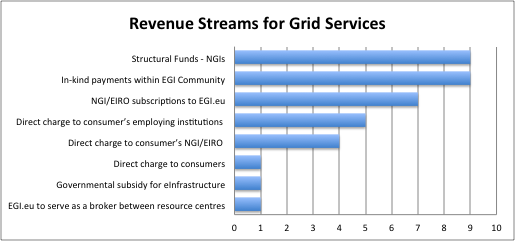 Revenue Streams for Grid Services
Structural Funds - NGIs
In-kind payments within EGI Community
NGI/EIRO subscriptions to EGI.eu
Direct charge to consumer's employing institutions
Direct charge to consumer's NGI/EIRO
Direct charge to consumers
Governmental subsidy for eInfrastructure
EGI.eu to serve as a broker between resource centres
0 1 2 3 4 5 6 7 8 9 10